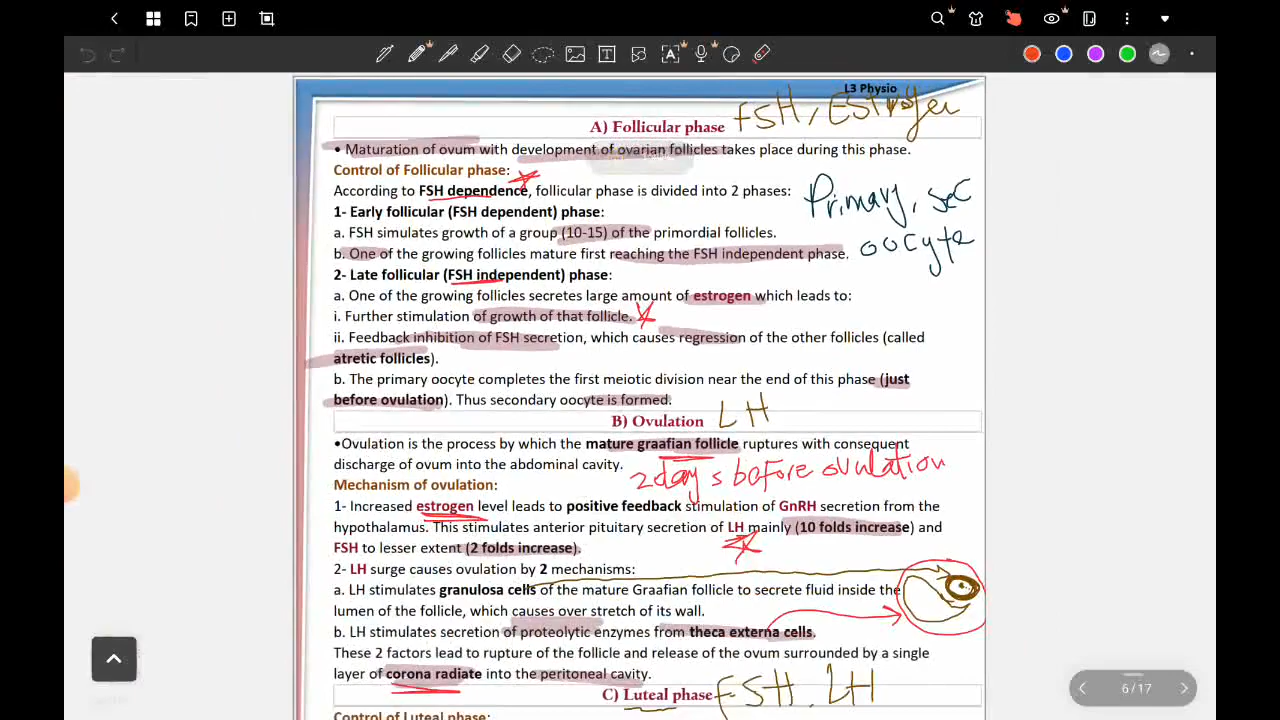 L3 Physio
FSH, Estrogen
A) Follicular phase
• Maturation of ovum with development of ovarian follicles takes place during this phase.
Control of Follicular phase:
According to FSH dependence, follicular phase is divided into 2 phases:
Primary, sec
oocyte
1- Early follicular (FSH dependent) phase:
a. FSH simulates growth of a group (10-15) of the primordial follicles.
b. One of the growing follicles mature first reaching the FSH independent phase.
2- Late follicular (FSH independent) phase:
a. One of the growing follicles secretes large amount of estrogen which leads to:
i. Further stimulation of growth of that follicle.
ii. Feedback inhibition of FSH secretion, which causes regression of the other follicles (called
atretic follicles).
b. The primary oocyte completes the first meiotic division near the end of this phase (just
before ovulation). Thus secondary oocyte is formed.
B) Ovulation LH
•Ovulation is the process by which the mature graafian follicle ruptures with consequent
discharge of ovum into the abdominal cavity.
2 days before ovulation
Mechanism of ovulation:
1- Increased estrogen level leads to positive feedback stimulation of GnRH secretion from the
hypothalamus. This stimulates anterior pituitary secretion of LH mainly (10 folds increase) and
FSH to lesser extent (2 folds increase).
2- LH surge causes ovulation by 2 mechanisms:
a. LH stimulates granulosa cells of the mature Graafian follicle to secrete fluid inside the
lumen of the follicle, which causes over stretch of its wall.
b. LH stimulates secretion of proteolytic enzymes from theca externa cells.
These 2 factors lead to rupture of the follicle and release of the ovum surrounded by a single
layer of corona radiate into the peritoneal cavity.
C) Luteal phase FSH, LH
Control of Luteal phase:
6/17